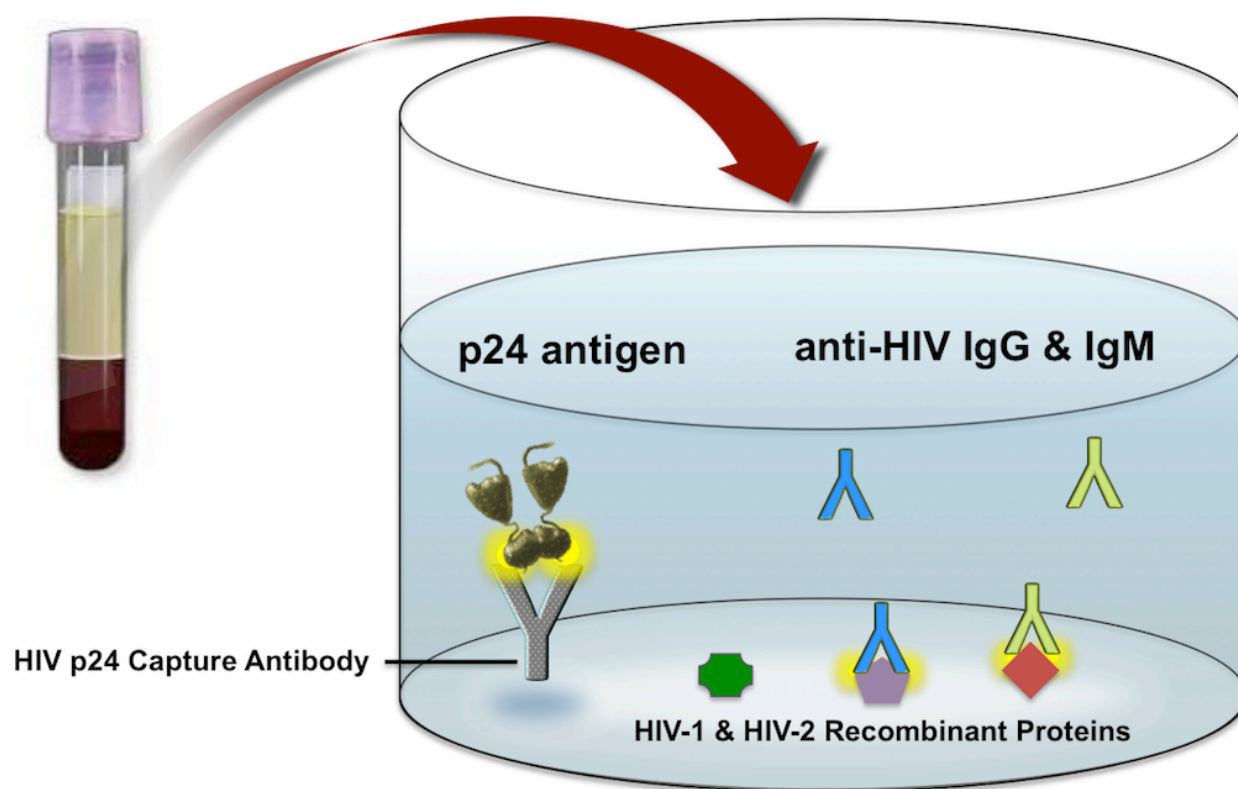 p24 antigen
anti-HIV IgG & IgM
HIV p24 Capture Antibody
HIV-1 & HIV-2 Recombinant Proteins